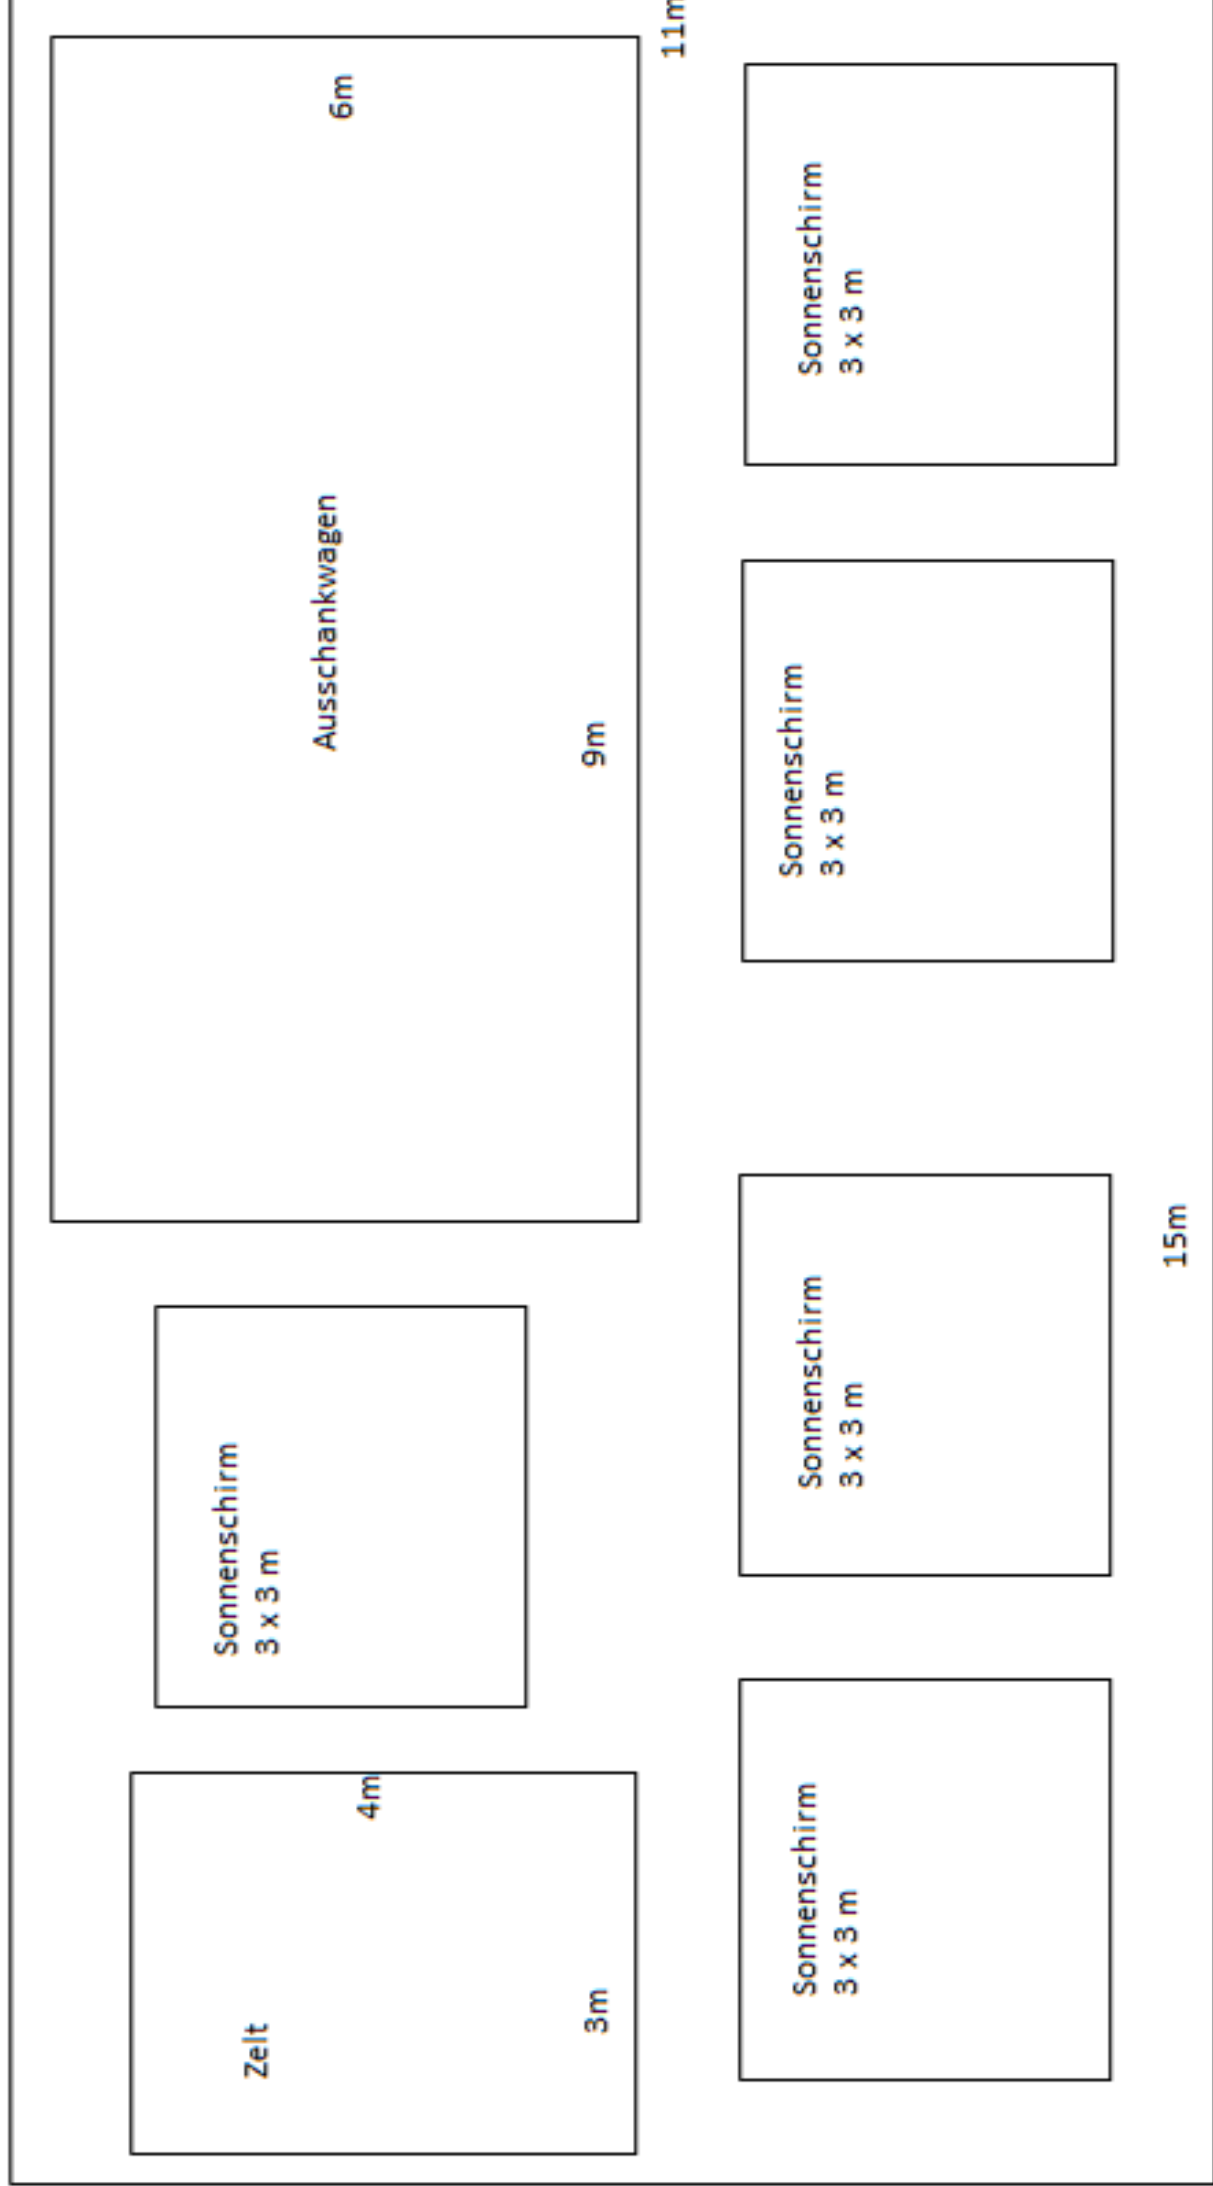 Zelt
3m
4m
Sonnenschirm
3 x 3 m
Ausschankwagen
9m
6m
11m
Sonnenschirm
3 x 3 m
Sonnenschirm
3 x 3 m
Sonnenschirm
3 x 3 m
Sonnenschirm
3 x 3 m
15m